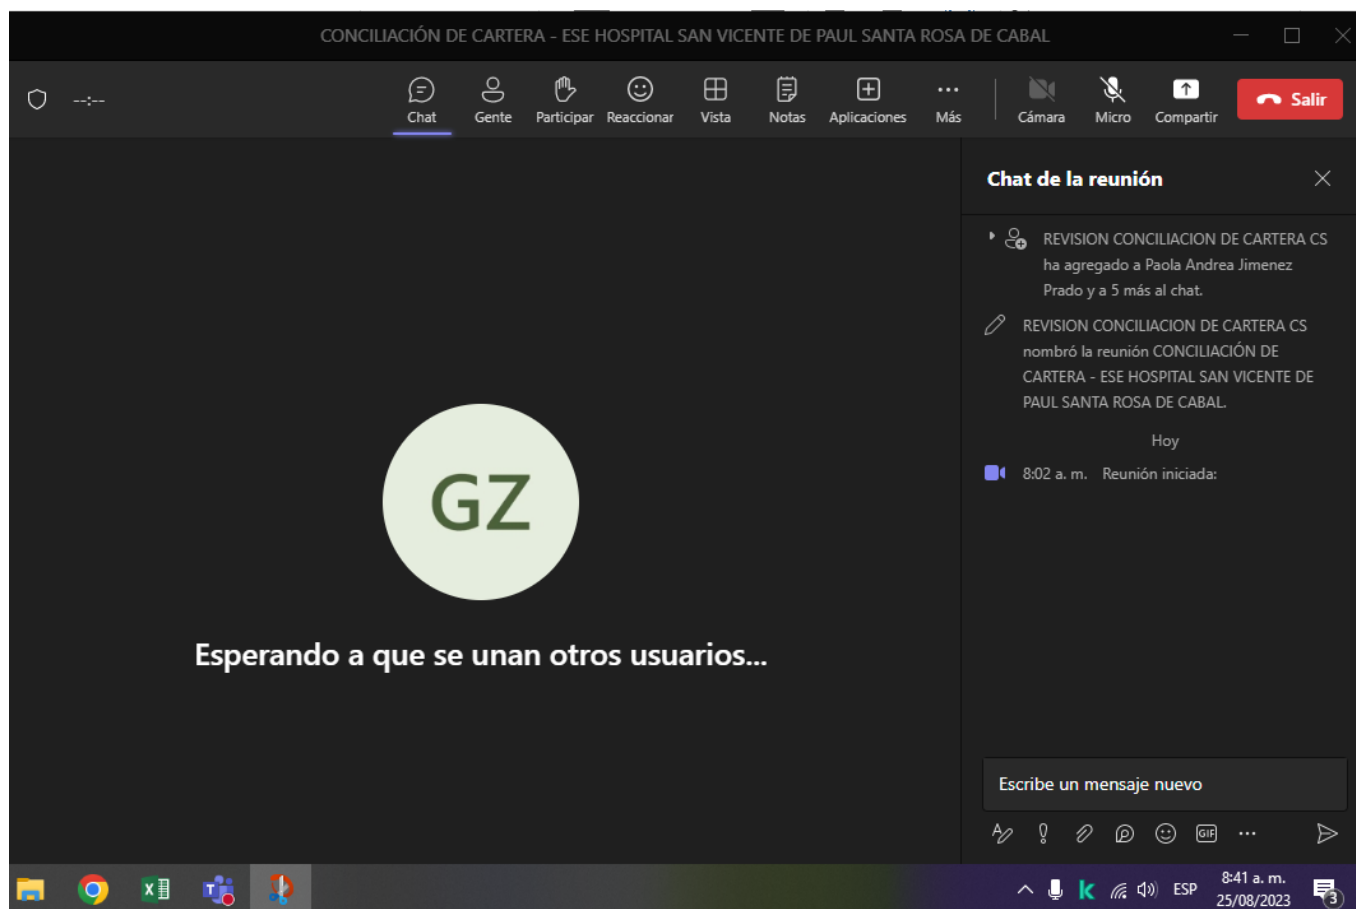 CONCILIACIÓN DE CARTERA - ESE HOSPITAL SAN VICENTE DE PAUL SANTA ROSA DE CABAL
--:--
Chat
Gente
Participar
Reaccionar
Vista
Notas
Aplicaciones
Más
Cámara
Micro
Compartir
Salir
Chat de la reunión
REVISION CONCILIACION DE CARTERA CS
ha agregado a Paola Andrea Jimenez
Prado y a 5 más al chat.
REVISION CONCILIACION DE CARTERA CS
nombró la reunión CONCILIACIÓN DE
CARTERA - ESE HOSPITAL SAN VICENTE DE
PAUL SANTA ROSA DE CABAL.
Hoy
8:02 a. m. Reunión iniciada:
GZ
Esperando a que se unan otros usuarios...
Escribe un mensaje nuevo
GIF
ESP
8:41 a. m.
25/08/2023
3